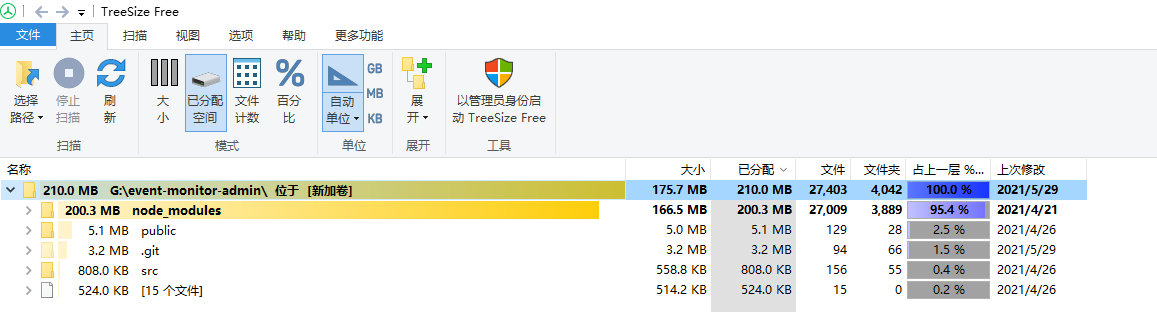 TreeSize Free
文件 主页 扫描 视图 选项 帮助 更多功能
选择路径 停止扫描 刷新 大小 已分配空间 文件计数 百分比 自动单位 GB MB KB 展开 以管理员身份启动 TreeSize Free
扫描 模式 单位 展开 工具
名称 大小 已分配 文件 文件夹 占上一层 %... 上次修改
210.0 MB G:\event-monitor-admin\ 位于 [新加卷] 175.7 MB 210.0 MB 27,403 4,042 100.0 % 2021/5/29
200.3 MB node_modules 166.5 MB 200.3 MB 27,009 3,889 95.4 % 2021/4/21
5.1 MB public 5.0 MB 5.1 MB 129 28 2.5 % 2021/4/26
3.2 MB .git 3.2 MB 3.2 MB 94 66 1.5 % 2021/5/29
808.0 KB src 558.8 KB 808.0 KB 156 55 0.4 % 2021/4/26
524.0 KB [15 个文件] 514.2 KB 524.0 KB 15 0 0.2 % 2021/4/26